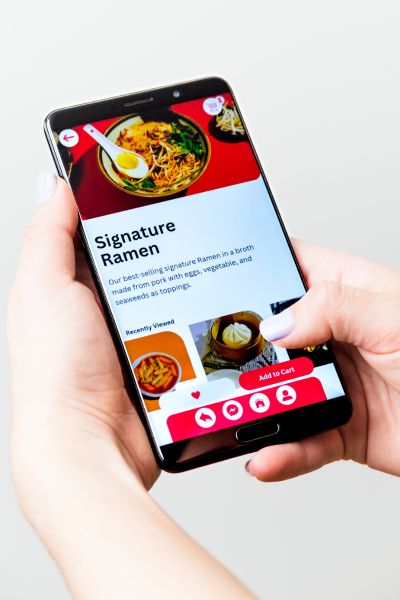 Signature
Ramen
Our best-selling signature Ramen in a broth
made from pork with eggs, vegetable, and
seaweeds as toppings.
Recently Viewed
Add to Cart